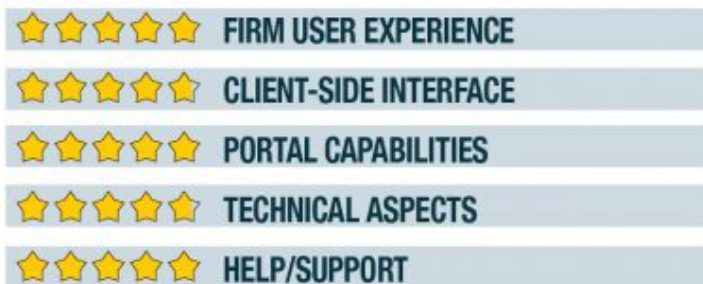 FIRM USER EXPERIENCE
CLIENT-SIDE INTERFACE
PORTAL CAPABILITIES
TECHNICAL ASPECTS
HELP/SUPPORT